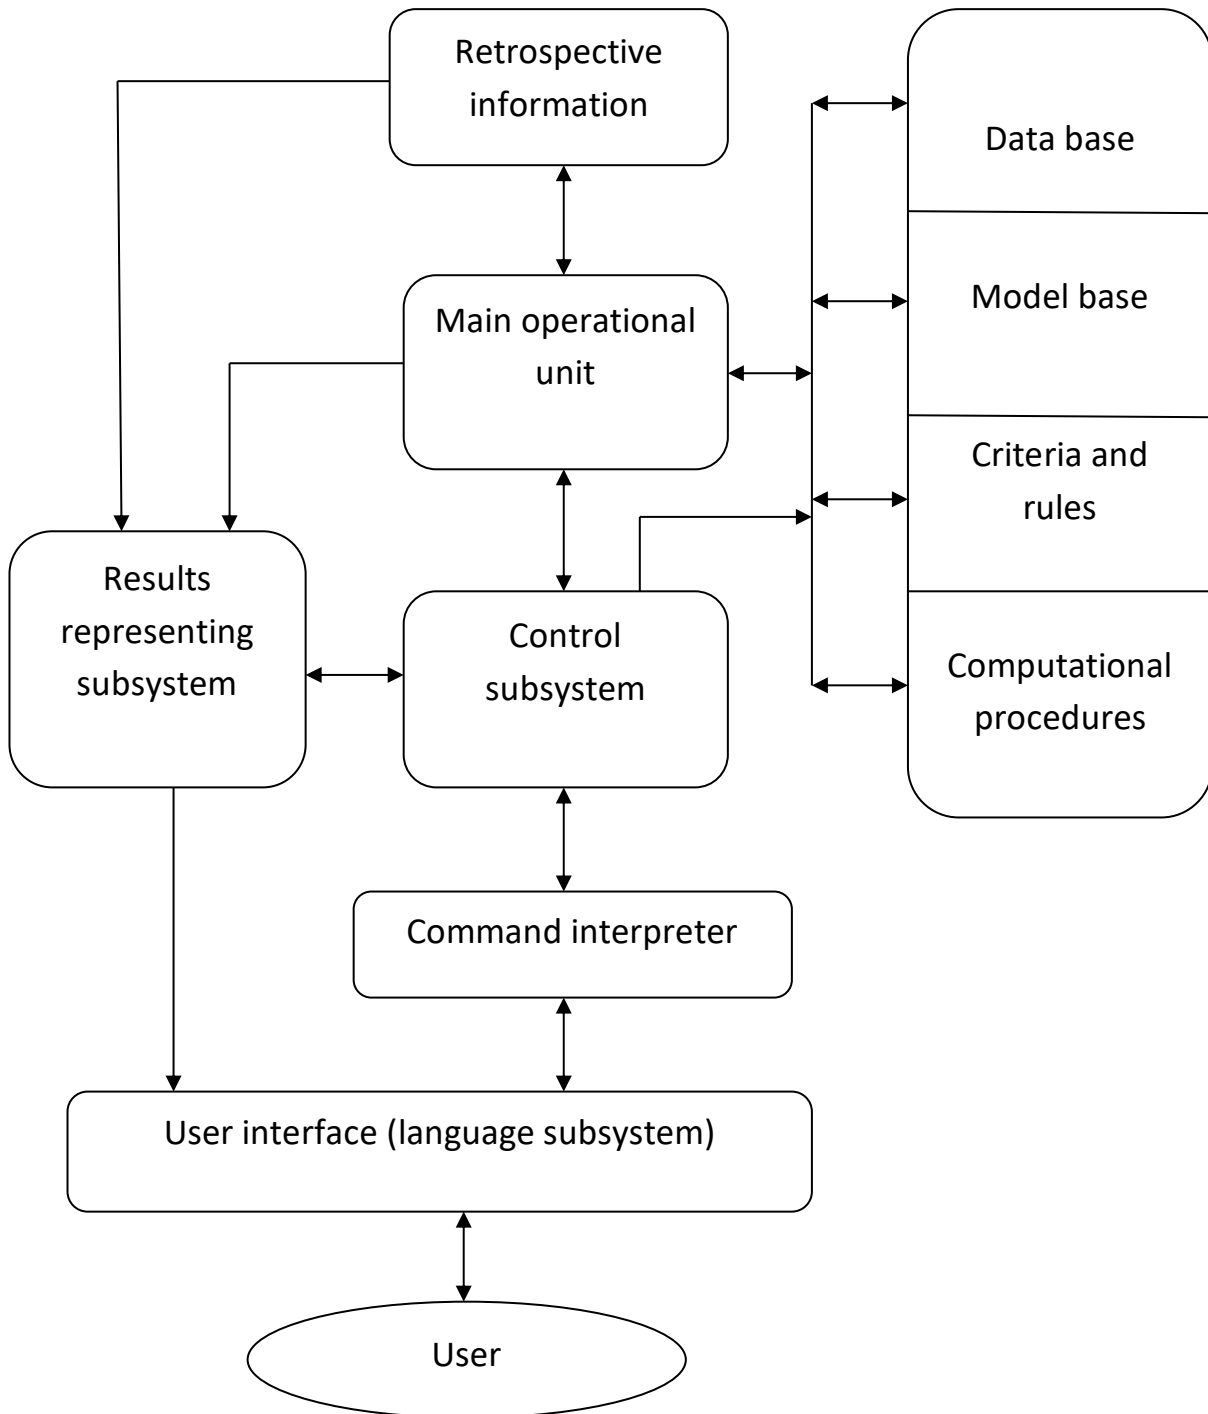 Retrospective
information
Data base
Main operational
unit
Model base
Criteria and
rules
Results
representing
subsystem
Control
subsystem
Computational
procedures
Command interpreter
User interface (language subsystem)
User